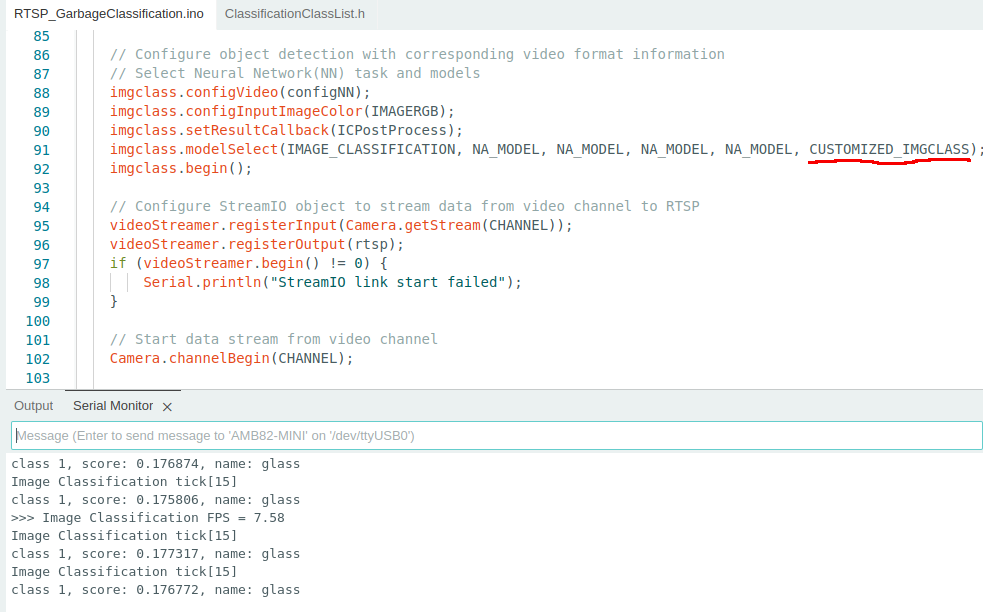 RTSP_GarbageClassification.ino ClassificationClassList.h
85
86 // Configure object detection with corresponding video format information
87 // Select Neural Network(NN) task and models
88 imgclass.configVideo(configNN);
89 imgclass.configInputImageColor(IMAGERGB);
90 imgclass.setResultCallback(ICPostProcess);
91 imgclass.modelSelect(IMAGE_CLASSIFICATION, NA_MODEL, NA_MODEL, NA_MODEL, NA_MODEL, CUSTOMIZED_IMGCLASS);
92 imgclass.begin();
93
94 // Configure StreamIO object to stream data from video channel to RTSP
95 videoStreamer.registerInput(Camera.getStream(CHANNEL));
96 videoStreamer.registerOutput(rtsp);
97 if (videoStreamer.begin() != 0) {
98 Serial.println("StreamIO link start failed");
99 }
100
101 // Start data stream from video channel
102 Camera.channelBegin(CHANNEL);
103
Output Serial Monitor ×
Message (Enter to send message to 'AMB82-MINI' on '/dev/ttyUSB0')
class 1, score: 0.176874, name: glass
Image Classification tick[15]
class 1, score: 0.175806, name: glass
>>> Image Classification FPS = 7.58
Image Classification tick[15]
class 1, score: 0.177317, name: glass
Image Classification tick[15]
class 1, score: 0.176772, name: glass